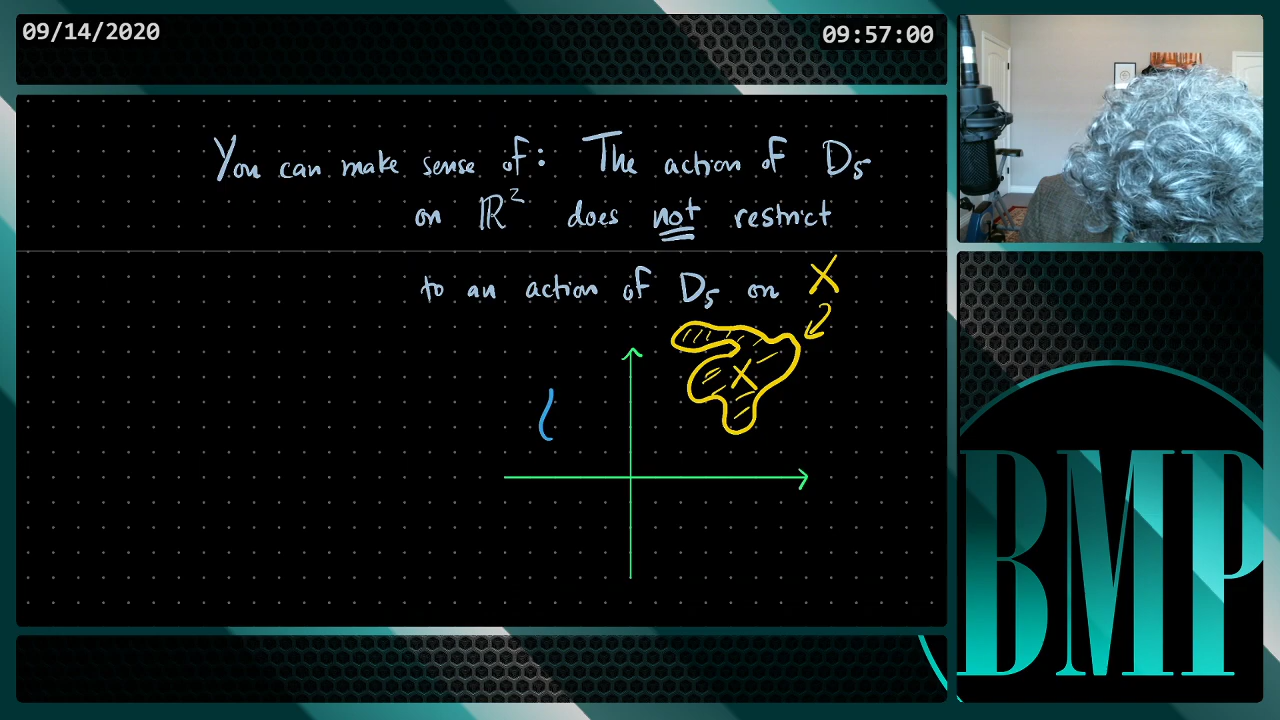 09/14/2020
09:57:00
You can make sense of: The action of D₅
on ℝ² does not restrict
to an action of D₅ on X
X
BMP